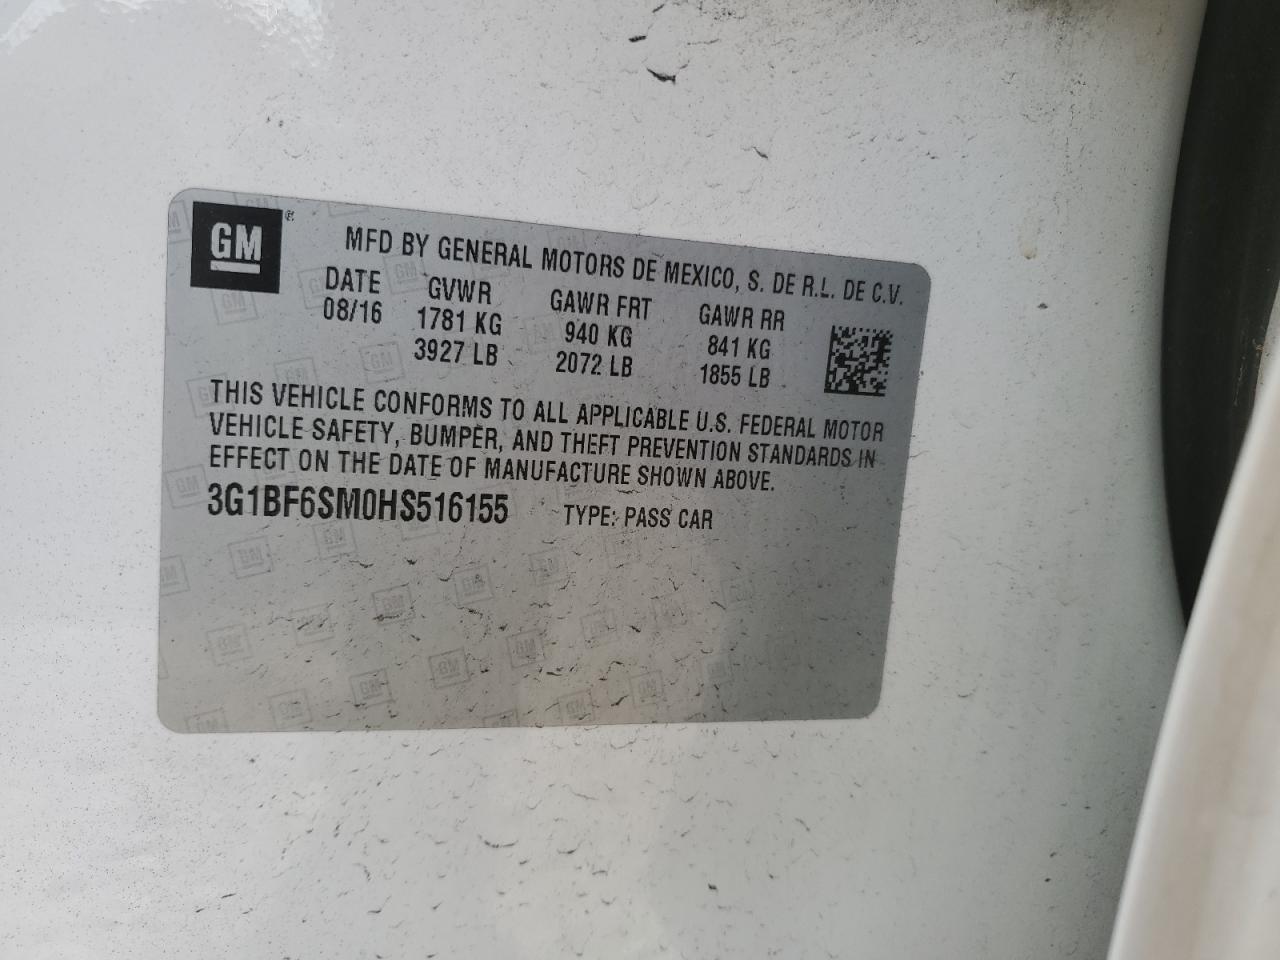 GM
MFD BY GENERAL MOTORS DE MEXICO, S. DE R.L. DE C.V.
DATE GVWR GAWR FRT GAWR RR
08/16 1781 KG 940 KG 841 KG
3927 LB 2072 LB 1855 LB
THIS VEHICLE CONFORMS TO ALL APPLICABLE U.S. FEDERAL MOTOR
VEHICLE SAFETY, BUMPER, AND THEFT PREVENTION STANDARDS IN
EFFECT ON THE DATE OF MANUFACTURE SHOWN ABOVE.
3G1BF6SM0HS516155 TYPE: PASS CAR